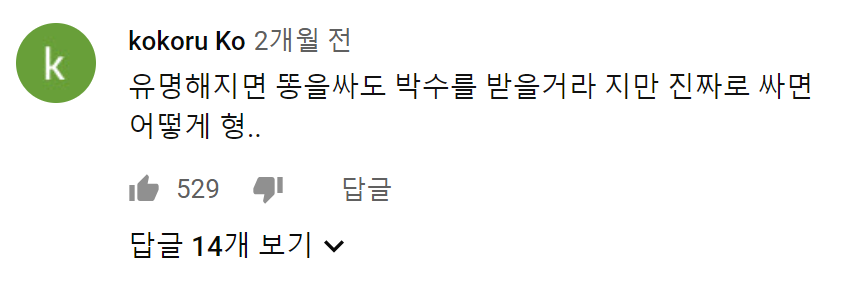 k
kokoru Ko 2개월 전
유명해지면 똥을싸도 박수를 받을거라 지만 진짜로 싸면
어떻게 형..
529 답글
답글 14개 보기